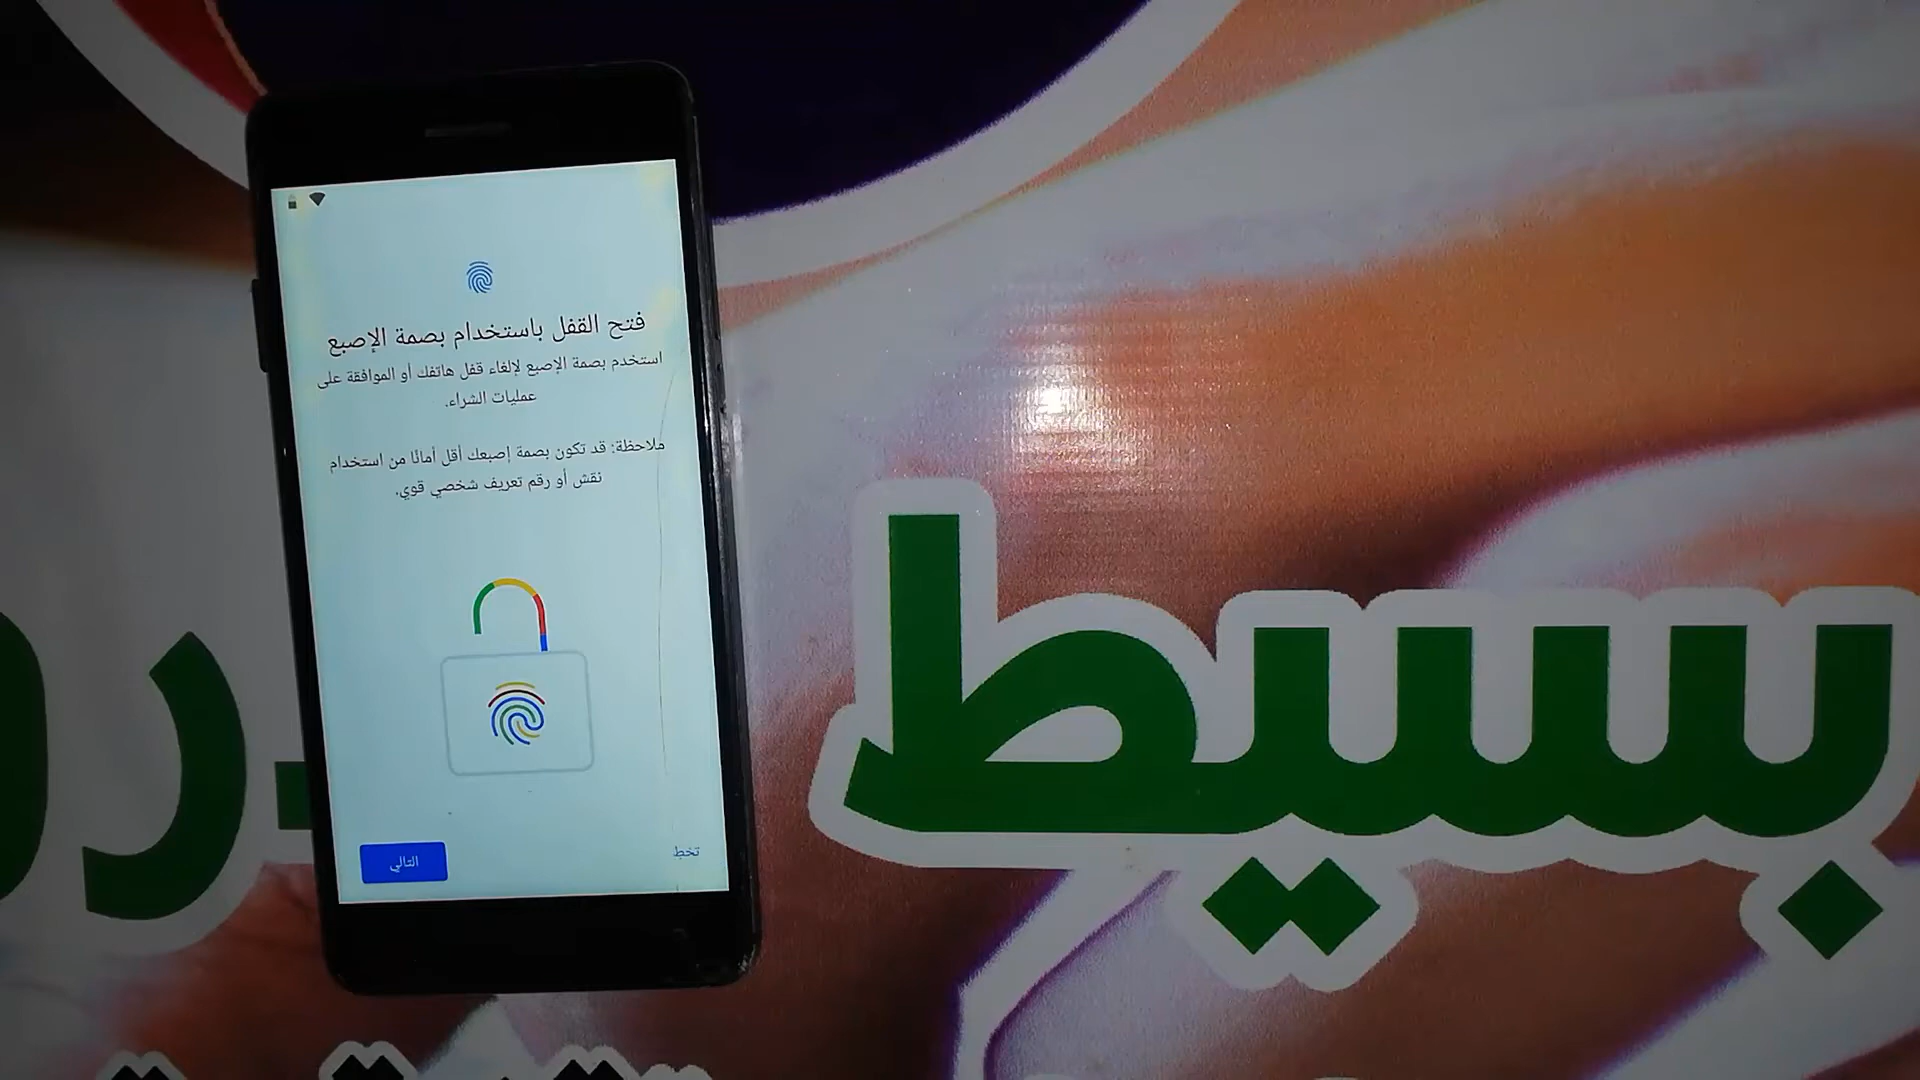 فتح القفل باستخدام بصمة الإصبع
استخدم بصمة الإصبع لإلغاء قفل هاتفك أو الموافقة على
عمليات الشراء.
ملاحظة: قد تكون بصمة إصبعك أقل أمانًا من استخدام
نقش أو رقم تعريف شخصي قوي.
تخطِ
التالي
بسيط